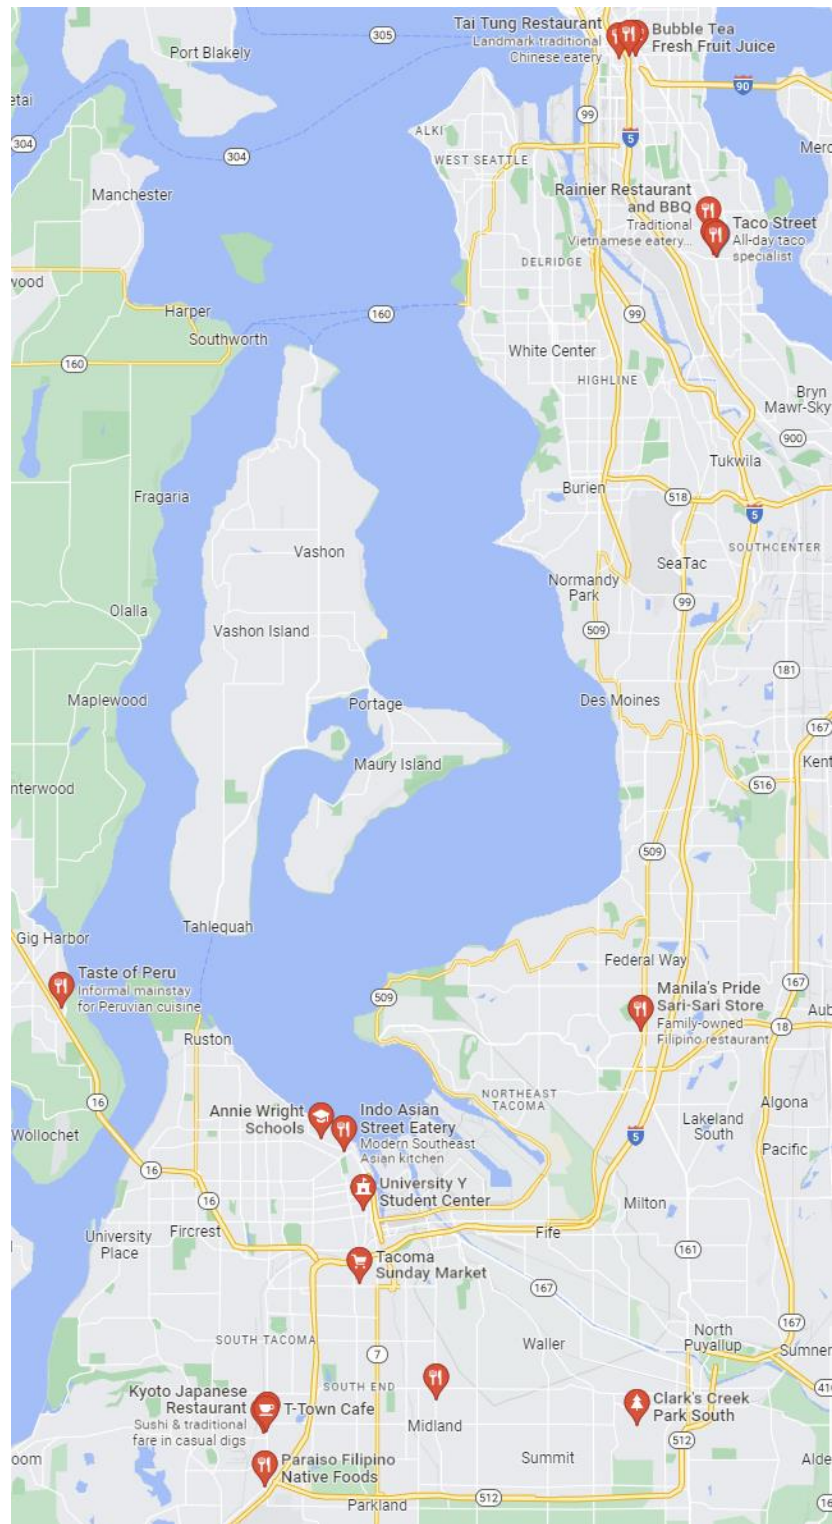 Tai Tung Restaurant
Landmark traditional
Chinese eatery
Bubble Tea
Fresh Fruit Juice
305
Port Blakely
etai
90
99
304
ALKI
5
304
WEST SEATTLE
Merc
Manchester
Rainier Restaurant
and BBQ
Traditional
Vietnamese eatery...
Taco Street
All-day taco
specialist
DELRIDGE
wood
Harper
160
99
Southworth
White Center
160
HIGHLINE
Bryn
Mawr-Sky
900
Tukwila
Burien
Fragaria
518
5
SOUTHCENTER
Vashon
SeaTac
Normandy
Park
99
Olalla
Vashon Island
509
181
Maplewood
Portage
Des Moines
167
Maury Island
Kent
nterwood
516
509
Tahlequah
Gig Harbor
Federal Way
Taste of Peru
Informal mainstay
for Peruvian cuisine
Manila's Pride
Sari-Sari Store
Family-owned
Filipino restaurant
167
509
Aub
18
Ruston
NORTHEAST
TACOMA
16
Annie Wright
Schools
Indo Asian
Street Eatery
Modern Southeast
Asian kitchen
Algona
Lakeland
South
Wollochet
5
Pacific
16
University Y
Student Center
16
Milton
Fircrest
University
Place
Fife
161
Tacoma
Sunday Market
167
167
North
Puyallup
SOUTH TACOMA
7
Waller
Sumner
SOUTH END
410
Kyoto Japanese
Restaurant
Sushi & traditional
fare in casual digs
T-Town Cafe
Clark's Creek
Park South
Midland
512
oom
Summit
Alde
Paraiso Filipino
Native Foods
512
Parkland
16